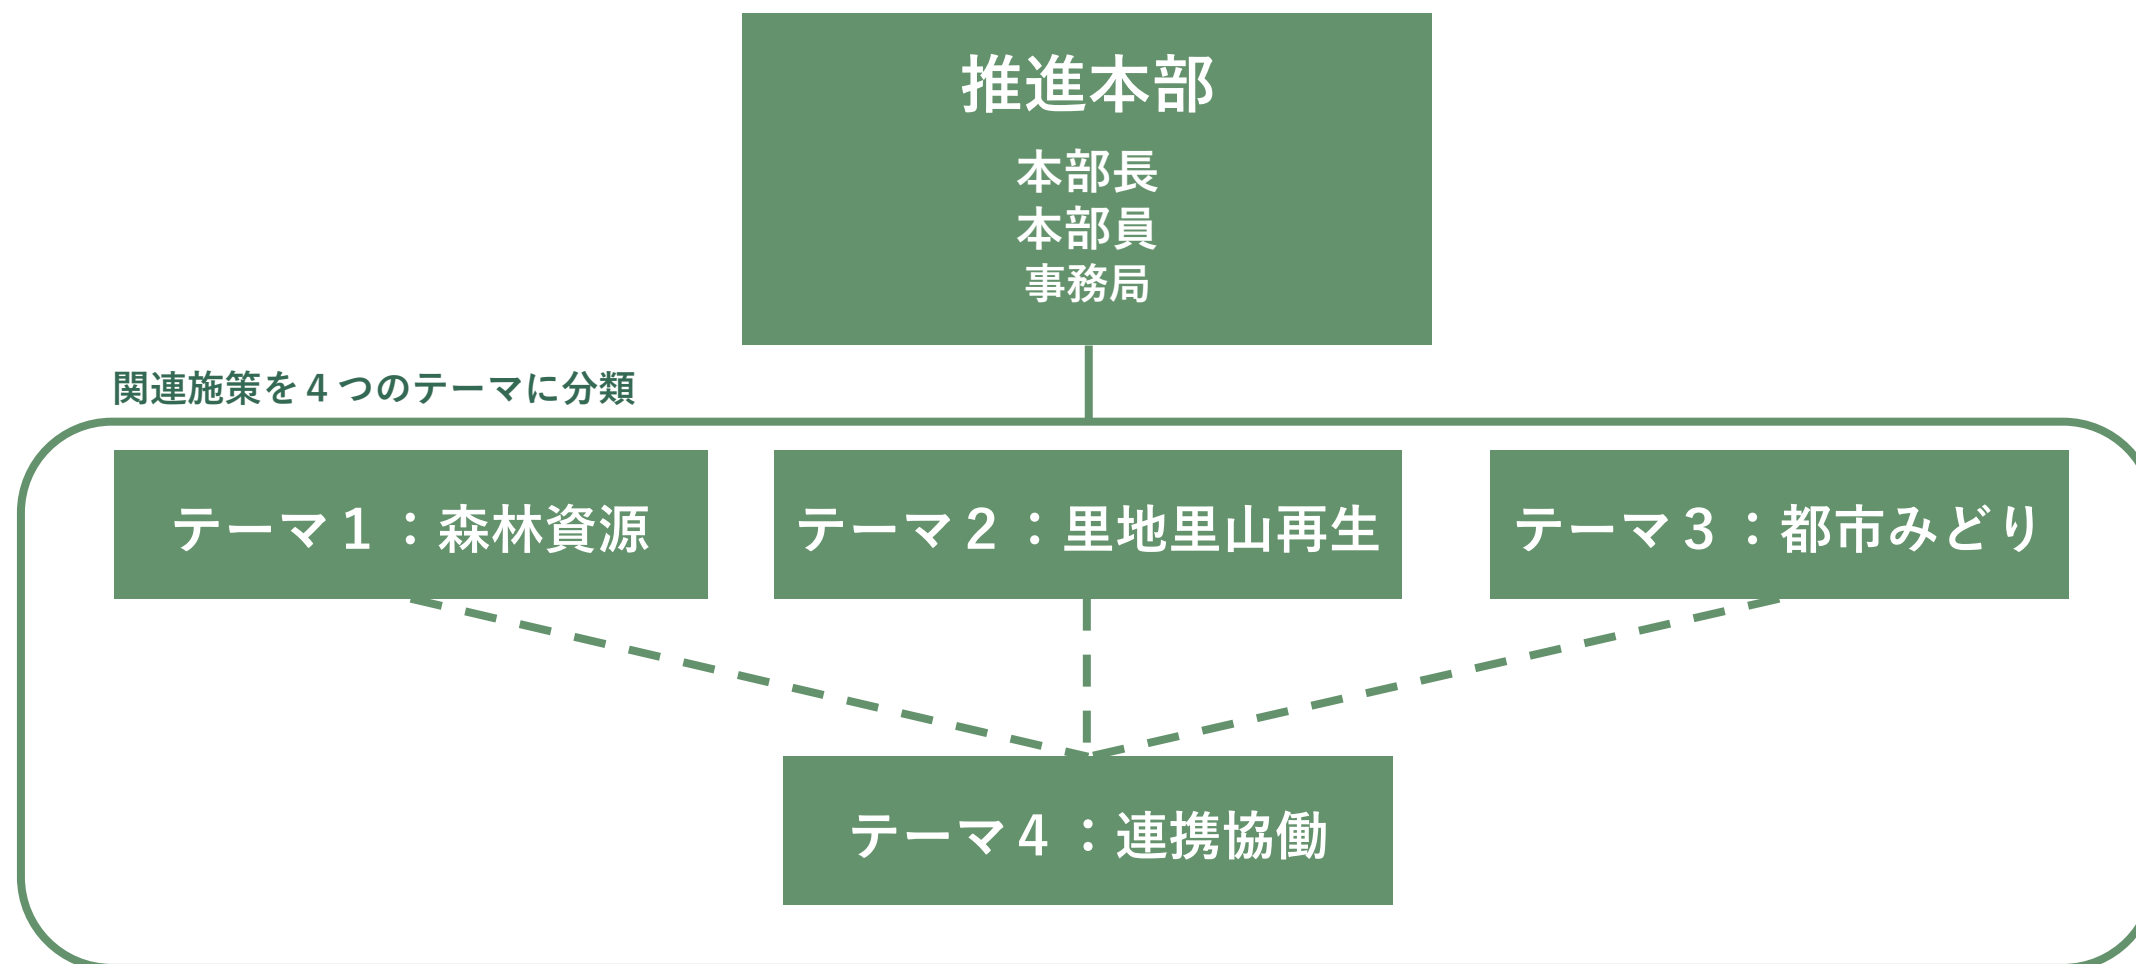 推進本部
本部長
本部員
事務局
関連施策を４つのテーマに分類
テーマ１：森林資源
テーマ２：里地里山再生
テーマ３：都市みどり
テーマ４：連携協働